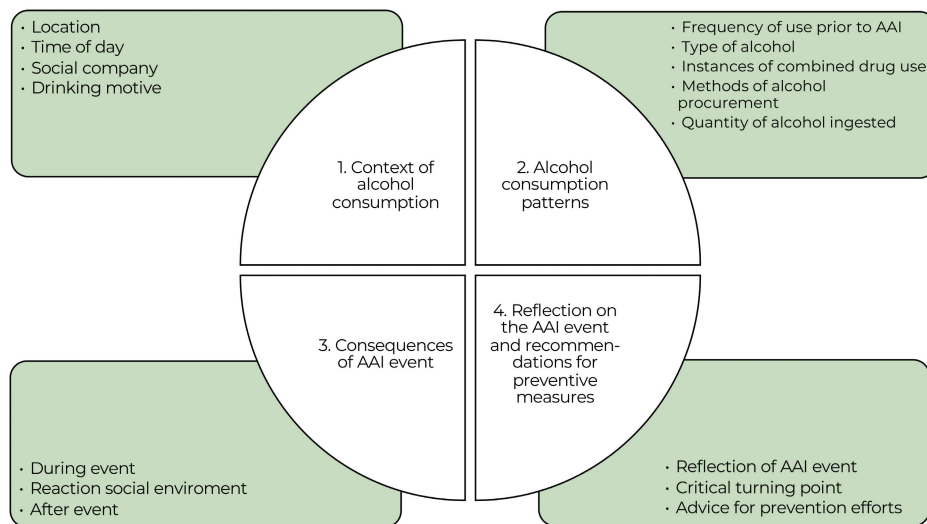 · Location
· Time of day
· Social company
· Drinking motive
· Frequency of use prior to AAI
· Type of alcohol
· Instances of combined drug use
· Methods of alcohol
procurement
· Quantity of alcohol ingested
1. Context of
alcohol
consumption
2. Alcohol
consumption
patterns
3. Consequences
of AAI event
4. Reflection on
the AAI event
and recommen-
dations for
preventive
measures
· During event
· Reaction social enviroment
· After event
· Reflection of AAI event
· Critical turning point
· Advice for prevention efforts